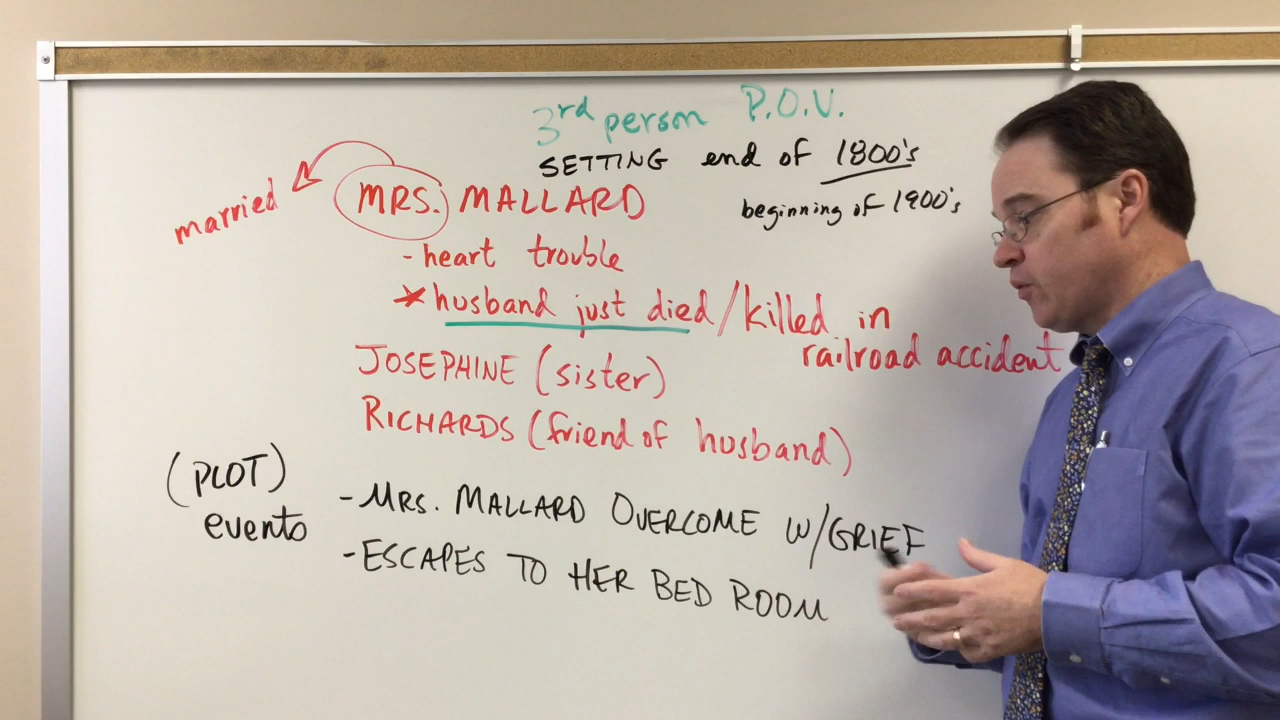 3rd person P.O.V.
SETTING end of 1800's
beginning of 1900's
married
MRS. MALLARD
- heart trouble
* husband just died/killed in
railroad accident
JOSEPHINE (sister)
RICHARDS (friend of husband)
(PLOT)
events
- MRS. MALLARD OVERCOME W/GRIEF
- ESCAPES TO HER BED ROOM